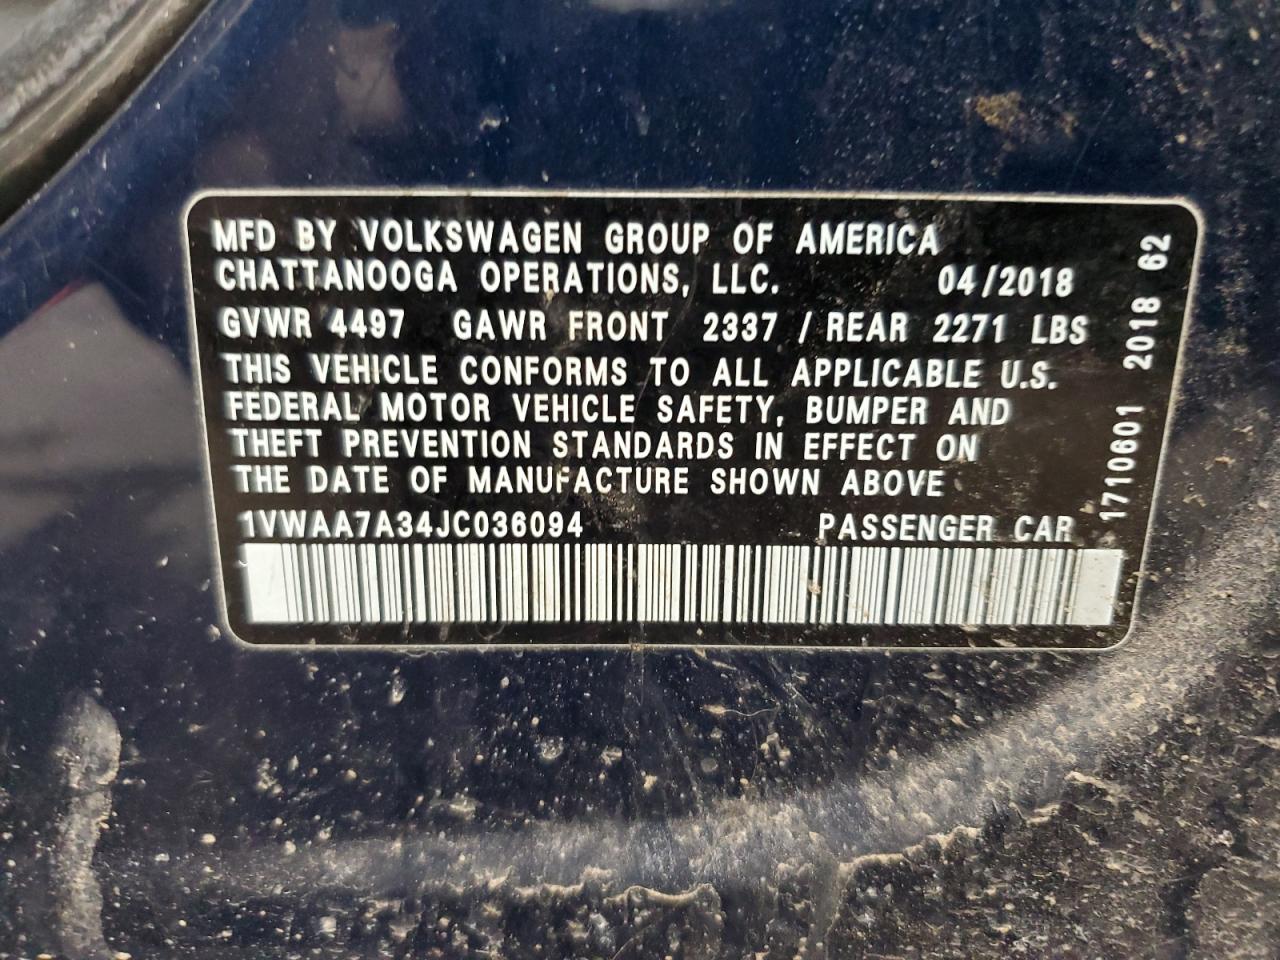 MFD BY VOLKSWAGEN GROUP OF AMERICA
CHATTANOOGA OPERATIONS, LLC. 04/2018
GVWR 4497 GAWR FRONT 2337 / REAR 2271 LBS
THIS VEHICLE CONFORMS TO ALL APPLICABLE U.S.
FEDERAL MOTOR VEHICLE SAFETY, BUMPER AND
THEFT PREVENTION STANDARDS IN EFFECT ON
THE DATE OF MANUFACTURE SHOWN ABOVE
1VWAA7A34JC036094 PASSENGER CAR
1710601 2018 62